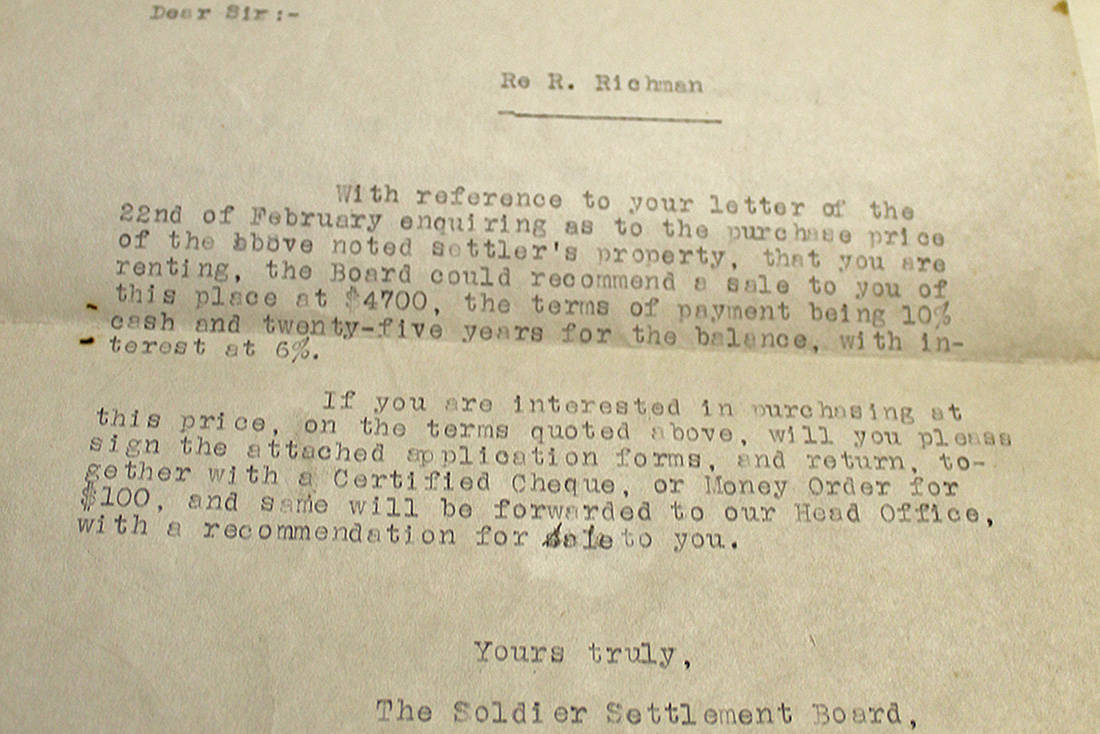 Dear Sir:-
Re R. Richman
With reference to your letter of the
22nd of February enquiring as to the purchase price
of the bbove noted settler's property, that you are
renting, the Board could recommend a sale to you of
this place at $4700, the terms of payment being 10%
cash and twenty-five years for the balance, with in-
terest at 6%.
If you are interested in purchasing at
this price, on the terms quoted above, will you please
sign the attached application forms, and return, to-
gether with a Certified Cheque, or Money Order for
$100, and same will be forwarded to our Head Office,
with a recommendation for sale to you.
Yours truly,
The Soldier Settlement Board,